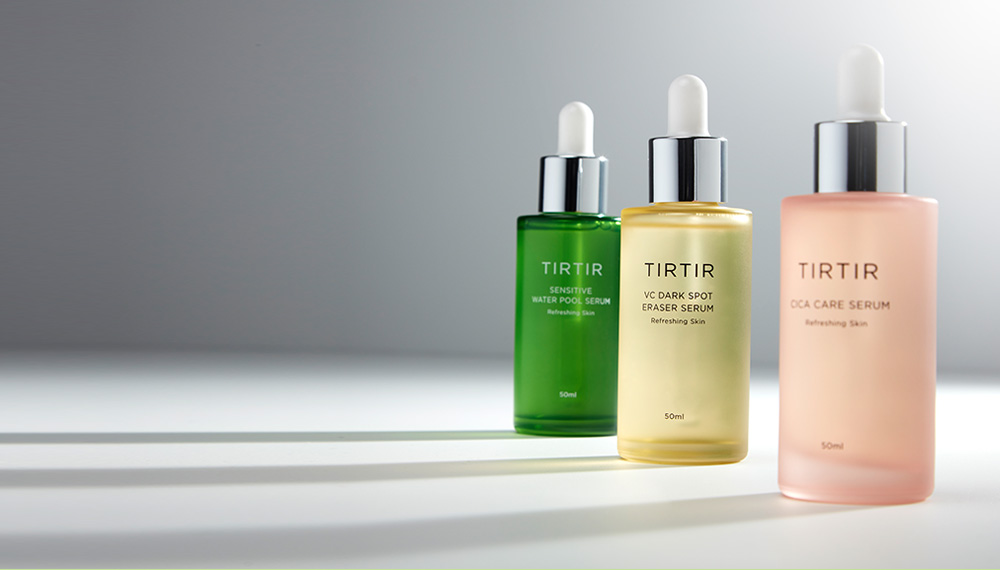 TIRTIR
SENSITIVE
WATER POOL SERUM
Refreshing Skin
50ml
TIRTIR
VC DARK SPOT
ERASER SERUM
Refreshing Skin
50ml
TIRTIR
CICA CARE SERUM
Refreshing Skin
50ml